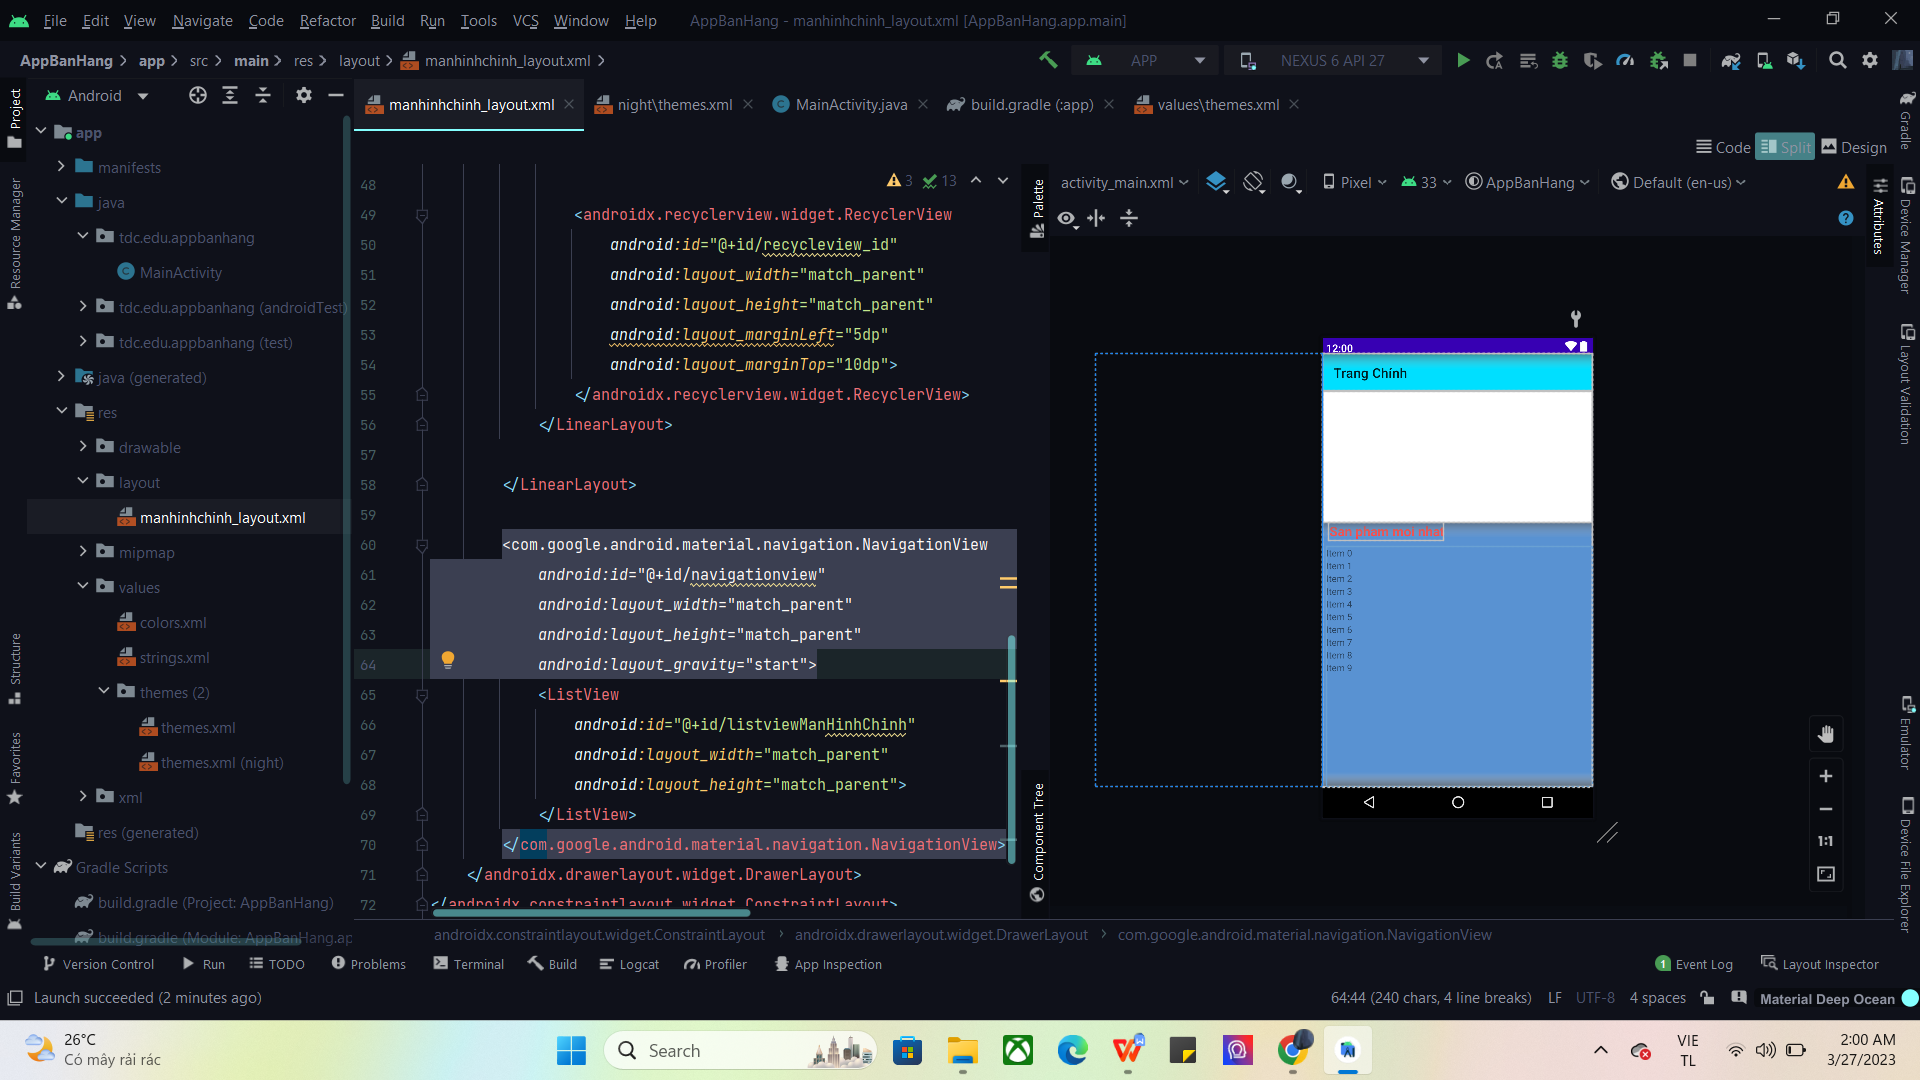 File Edit View Navigate Code Refactor Build Run Tools VCS Window Help AppBanHang - manhinhchinh_layout.xml [AppBanHang.app.main]
AppBanHang app src main res layout manhinhchinh_layout.xml APP NEXUS 6 API 27
Project
Android
manhinhchinh_layout.xml night\themes.xml MainActivity.java build.gradle (:app) values\themes.xml
Gradle
Code Split Design
app
manifests
java
tdc.edu.appbanhang
MainActivity
tdc.edu.appbanhang (androidTest)
tdc.edu.appbanhang (test)
java (generated)
res
drawable
layout
manhinhchinh_layout.xml
mipmap
values
colors.xml
strings.xml
themes (2)
themes.xml
themes.xml (night)
xml
res (generated)
Gradle Scripts
build.gradle (Project: AppBanHang)
build.gradle (Module: AppBanHang.ap
Resource Manager
Structure
Favorites
Build Variants
3 13
48
49 <androidx.recyclerview.widget.RecyclerView
50 android:id="@+id/recycleview_id"
51 android:layout_width="match_parent"
52 android:layout_height="match_parent"
53 android:layout_marginLeft="5dp"
54 android:layout_marginTop="10dp">
55 </androidx.recyclerview.widget.RecyclerView>
56 </LinearLayout>
57
58 </LinearLayout>
59
60 <com.google.android.material.navigation.NavigationView
61 android:id="@+id/navigationview"
62 android:layout_width="match_parent"
63 android:layout_height="match_parent"
64 android:layout_gravity="start">
65 <ListView
66 android:id="@+id/listviewManHinhChinh"
67 android:layout_width="match_parent"
68 android:layout_height="match_parent">
69 </ListView>
70 </com.google.android.material.navigation.NavigationView>
71 </androidx.drawerlayout.widget.DrawerLayout>
72 </androidx.constraintlayout.widget.ConstraintLayout>
Palette
Component Tree
activity_main.xml Pixel 33 AppBanHang Default (en-us)
12:00
Trang Chính
San pham moi nhat
Item 0
Item 1
Item 2
Item 3
Item 4
Item 5
Item 6
Item 7
Item 8
Item 9
1:1
Attributes
Device Manager
Layout Validation
Emulator
Device File Explorer
androidx.constraintlayout.widget.ConstraintLayout androidx.drawerlayout.widget.DrawerLayout com.google.android.material.navigation.NavigationView
Version Control Run TODO Problems Terminal Build Logcat Profiler App Inspection 1 Event Log Layout Inspector
Launch succeeded (2 minutes ago) 64:44 (240 chars, 4 line breaks) LF UTF-8 4 spaces Material Deep Ocean
26°C
Có mây rải rác
Search
VIE
TL
2:00 AM
3/27/2023